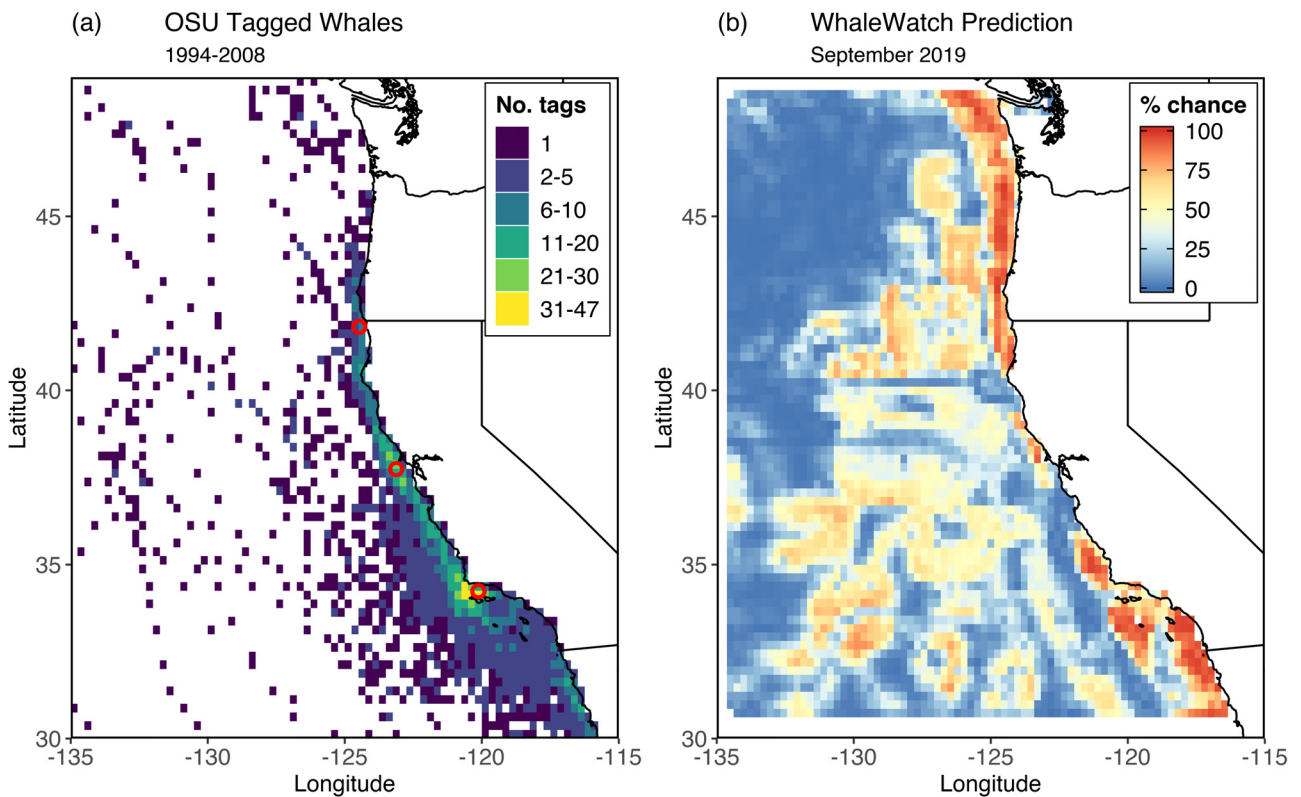 (a) OSU Tagged Whales
1994-2008
No. tags
1
2-5
6-10
11-20
21-30
31-47
45
40
35
30
Latitude
-135 -130 -125 -120 -115
Longitude
(b) WhaleWatch Prediction
September 2019
% chance
100
75
50
25
0
45
40
35
30
Latitude
-135 -130 -125 -120 -115
Longitude